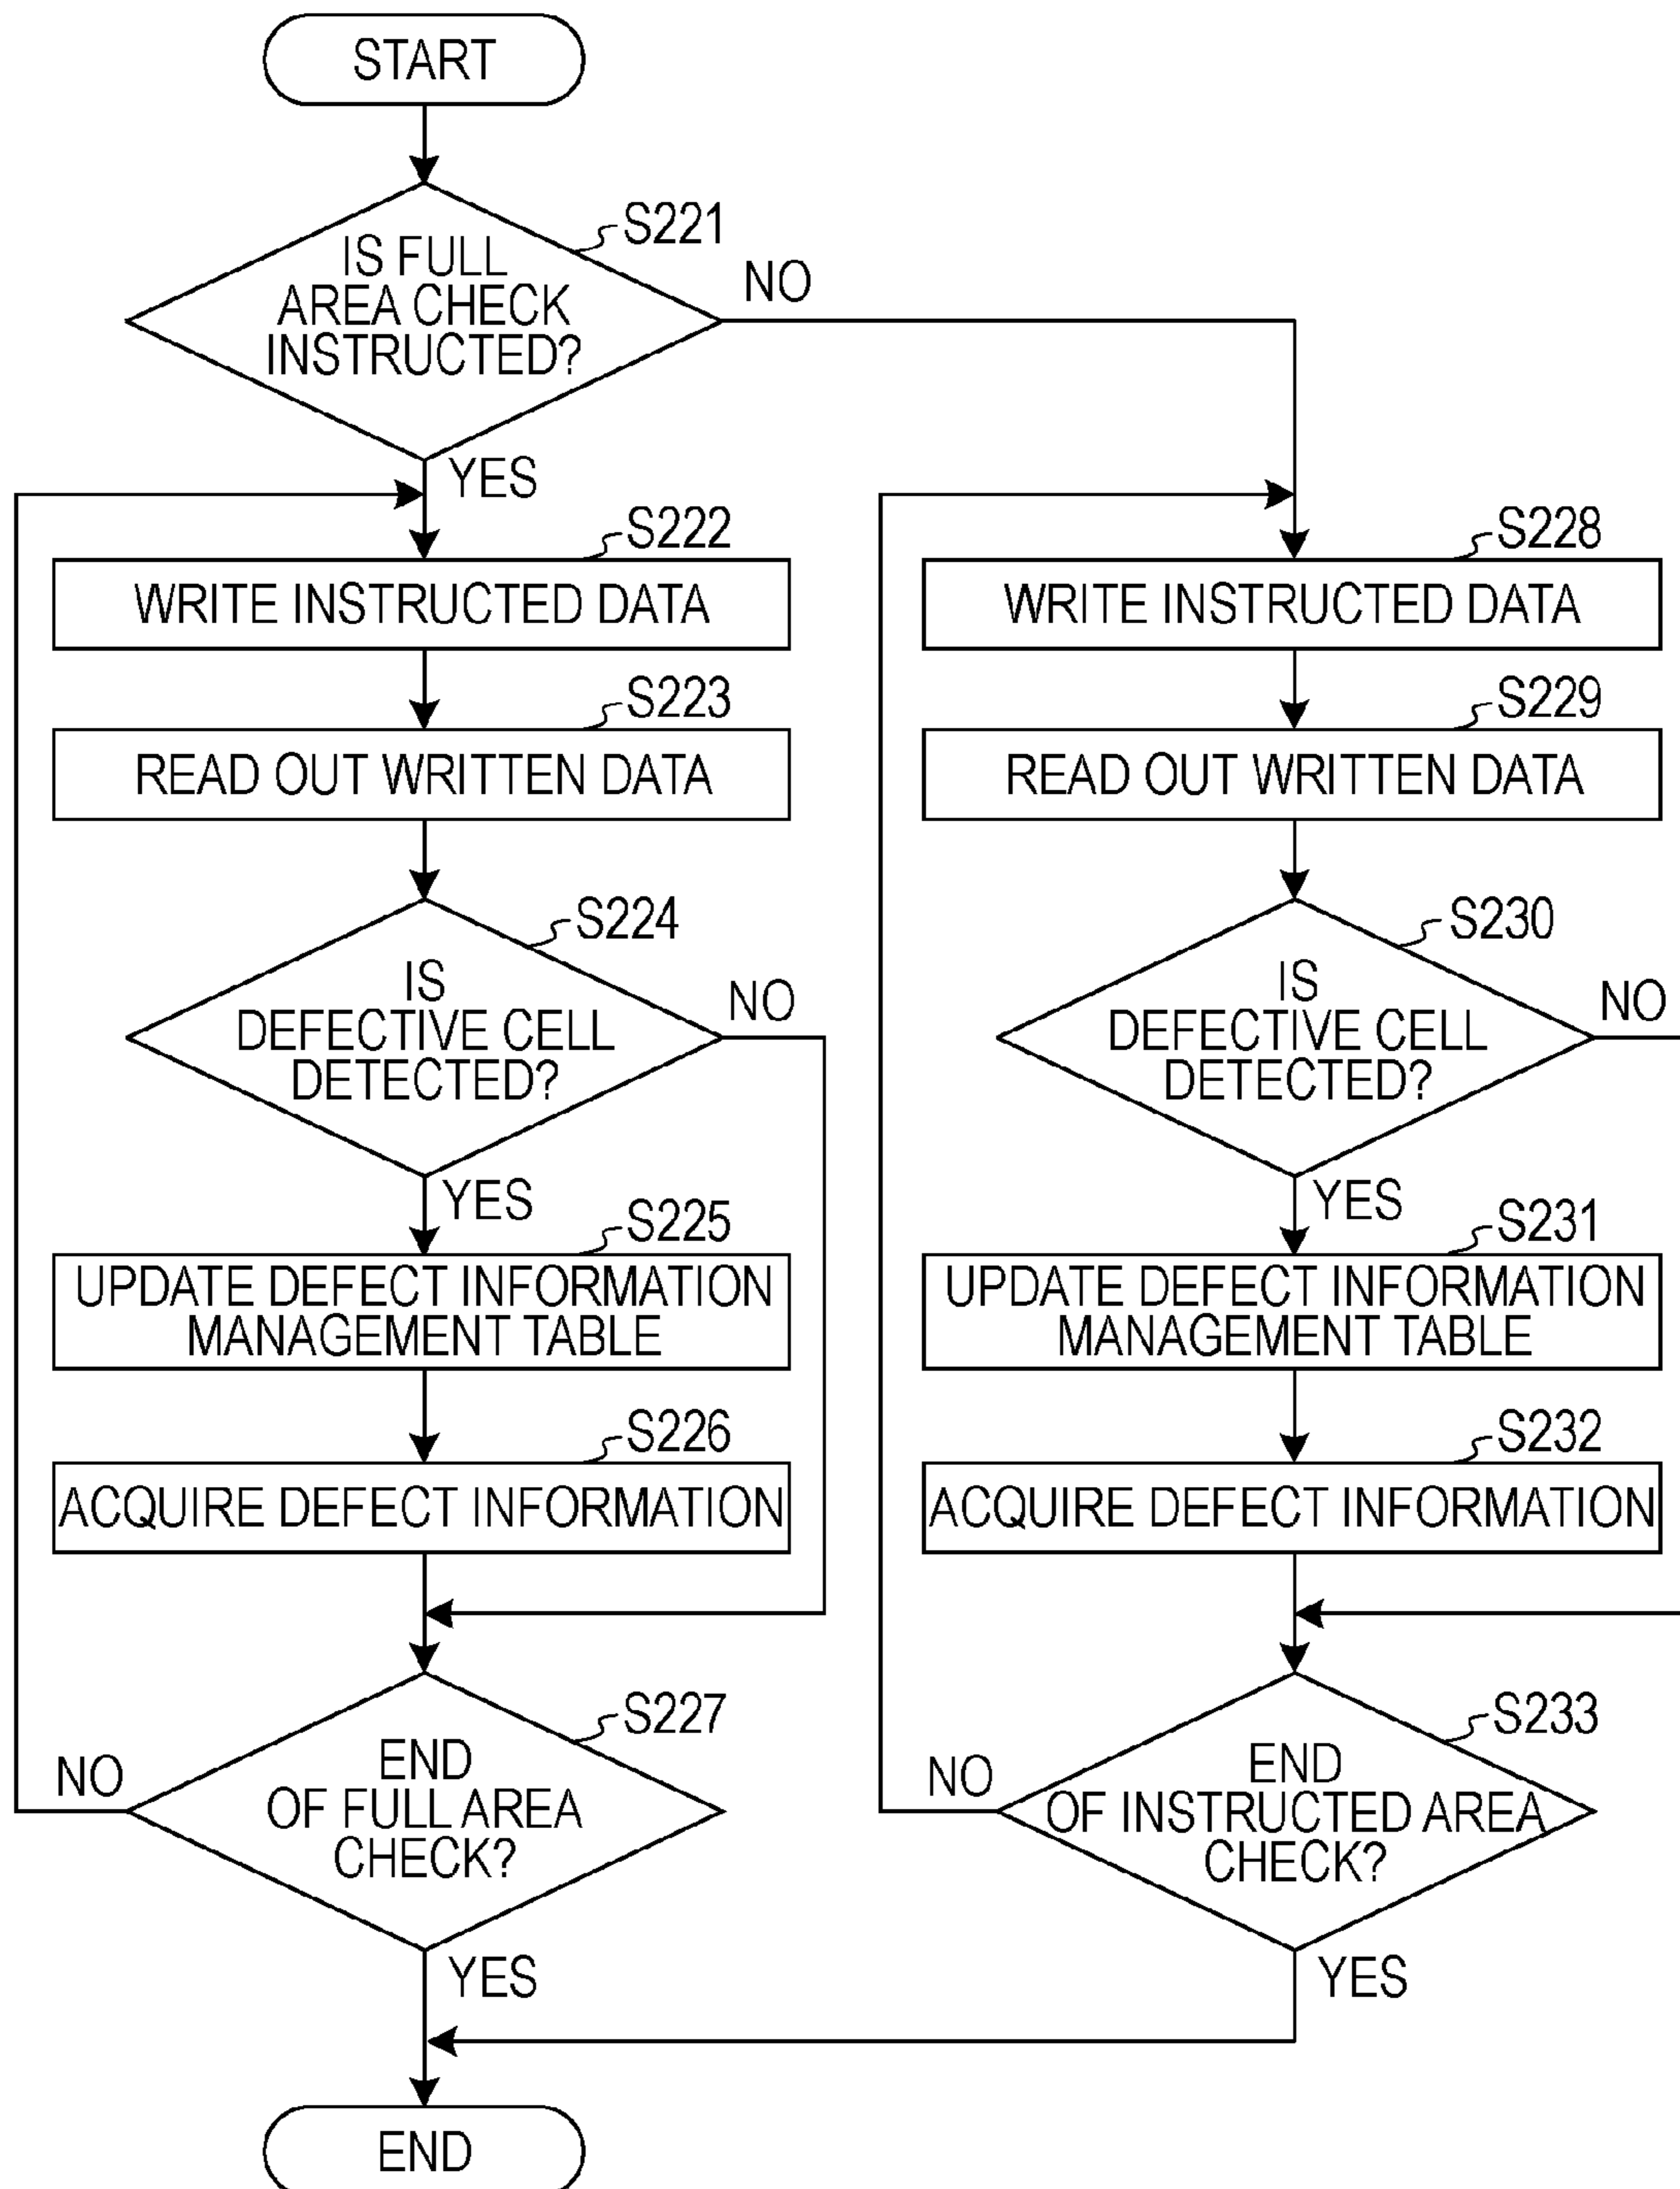 START
S221
IS FULL
AREA CHECK
INSTRUCTED?
NO
YES
S222
WRITE INSTRUCTED DATA
S223
READ OUT WRITTEN DATA
S224
IS
DEFECTIVE CELL
DETECTED?
NO
YES
S225
UPDATE DEFECT INFORMATION
MANAGEMENT TABLE
S226
ACQUIRE DEFECT INFORMATION
S227
END
OF FULL AREA
CHECK?
NO
YES
S228
WRITE INSTRUCTED DATA
S229
READ OUT WRITTEN DATA
S230
IS
DEFECTIVE CELL
DETECTED?
NO
YES
S231
UPDATE DEFECT INFORMATION
MANAGEMENT TABLE
S232
ACQUIRE DEFECT INFORMATION
S233
END
OF INSTRUCTED AREA
CHECK?
NO
YES
END